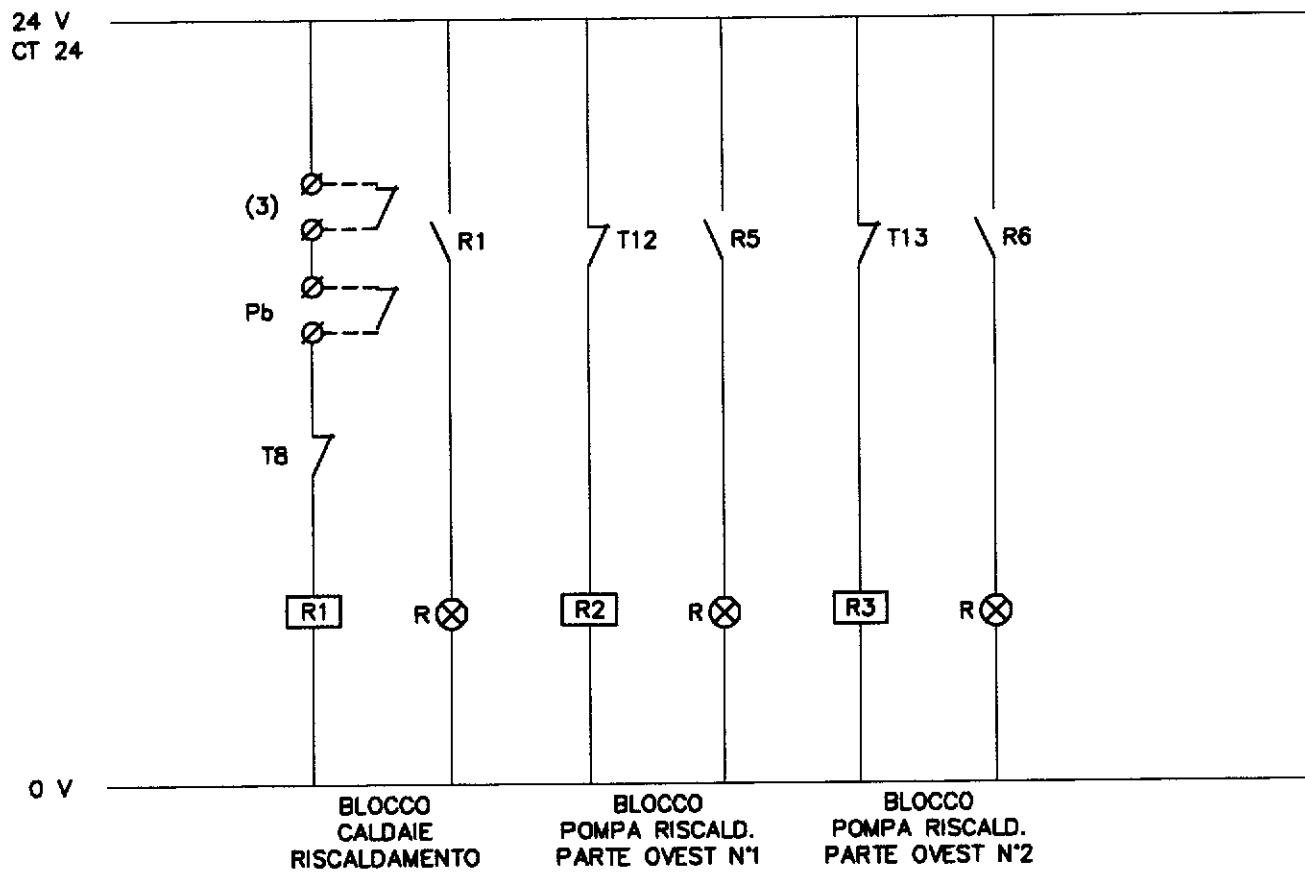 24 V
CT 24
(3)
Pb
T8
R1
T12
R5
T13
R6
R1
R
R2
R
R3
R
0 V
BLOCCO
CALDAIE
RISCALDAMENTO
BLOCCO
POMPA RISCALD.
PARTE OVEST N°1
BLOCCO
POMPA RISCALD.
PARTE OVEST N°2